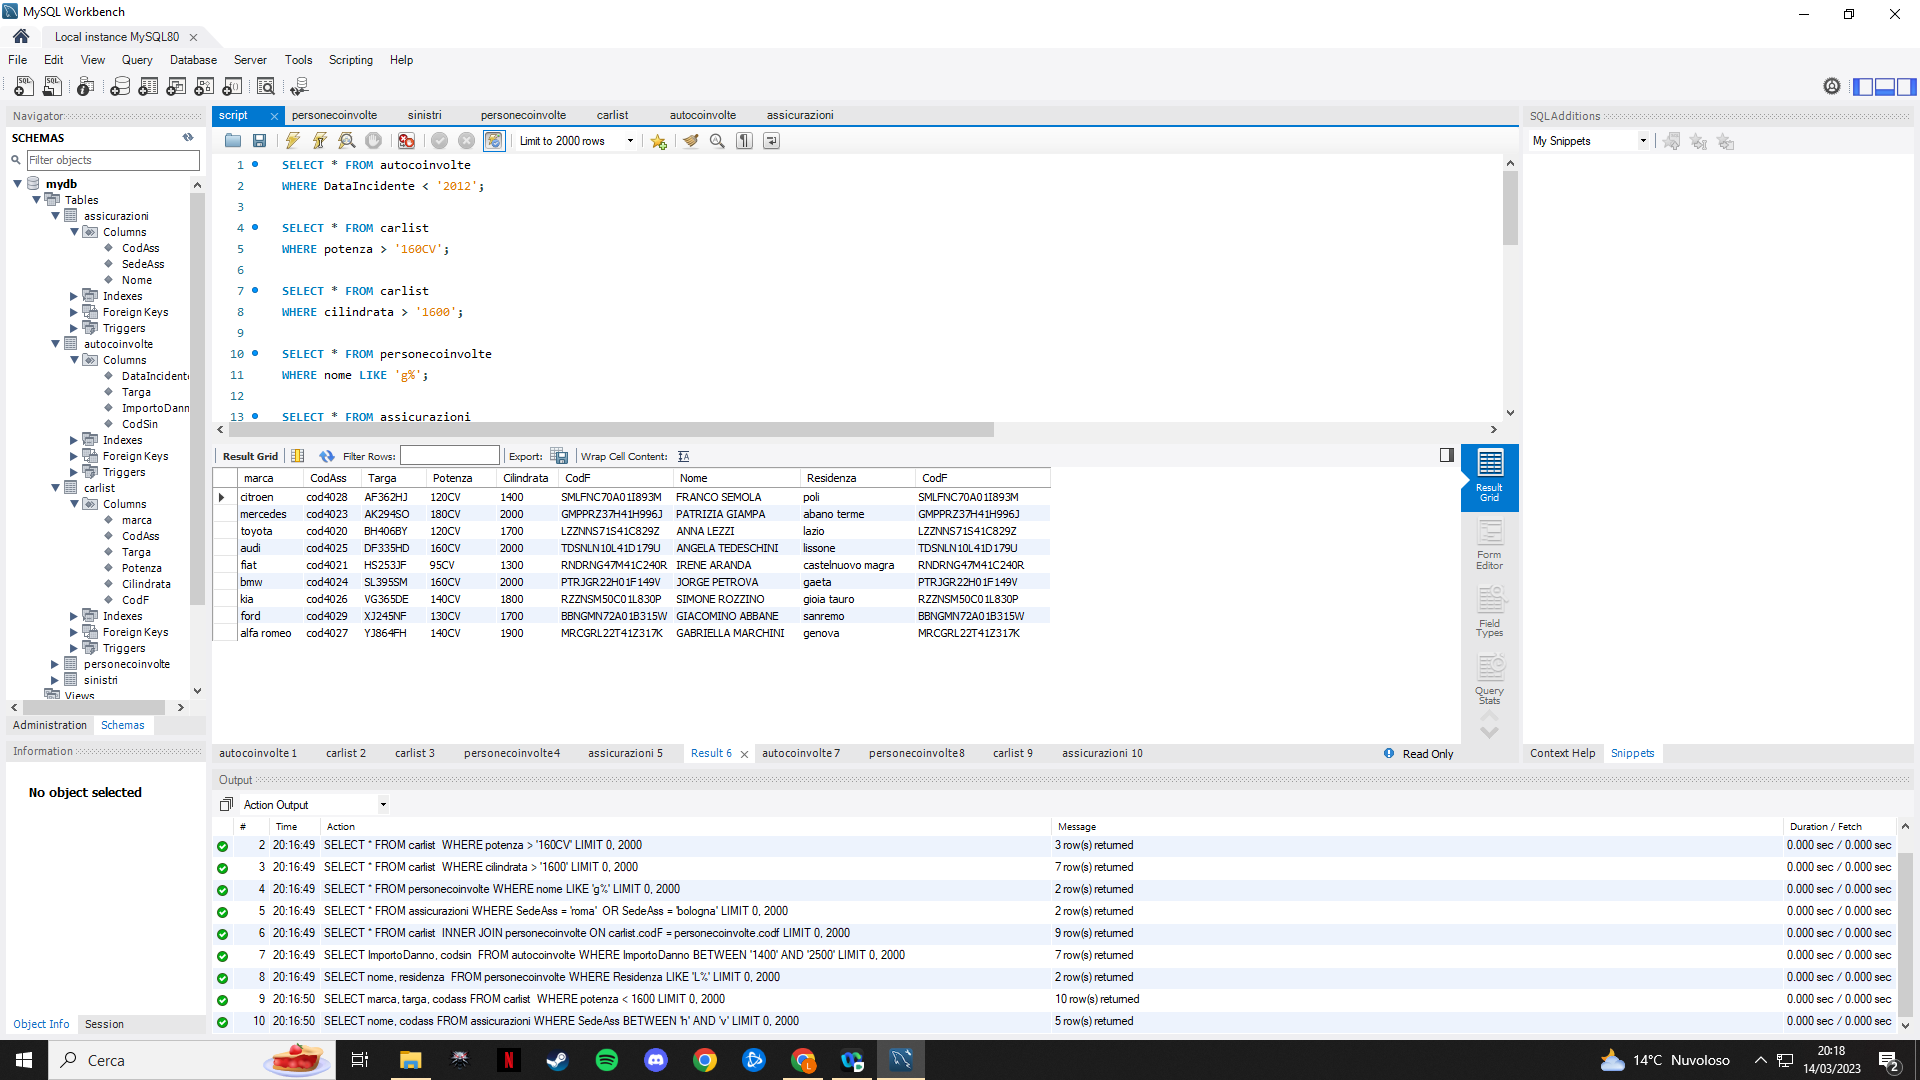 MySQL Workbench
Local instance MySQL80
File Edit View Query Database Server Tools Scripting Help
Navigator
SCHEMAS
Filter objects
mydb
Tables
assicurazioni
Columns
CodAss
SedeAss
Nome
Indexes
Foreign Keys
Triggers
autocoinvolte
Columns
DataIncidente
Targa
ImportoDann
CodSin
Indexes
Foreign Keys
Triggers
carlist
Columns
marca
CodAss
Targa
Potenza
Cilindrata
CodF
Indexes
Foreign Keys
Triggers
personecoinvolte
sinistri
Views
Administration Schemas
Information
No object selected
Object Info Session
script personecoinvolte sinistri personecoinvolte carlist autocoinvolte assicurazioni
Limit to 2000 rows
1 SELECT * FROM autocoinvolte
2 WHERE DataIncidente < '2012';
3
4 SELECT * FROM carlist
5 WHERE potenza > '160CV';
6
7 SELECT * FROM carlist
8 WHERE cilindrata > '1600';
9
10 SELECT * FROM personecoinvolte
11 WHERE nome LIKE 'g%';
12
13 SELECT * FROM assicurazioni
Result Grid Filter Rows: Export: Wrap Cell Content:
marca CodAss Targa Potenza Cilindrata CodF Nome Residenza CodF
citroen cod4028 AF362HJ 120CV 1400 SMLFNC70A01I893M FRANCO SEMOLA poli SMLFNC70A01I893M
mercedes cod4023 AK294SO 180CV 2000 GMPPRZ37H41H996J PATRIZIA GIAMPA abano terme GMPPRZ37H41H996J
toyota cod4020 BH406BY 120CV 1700 LZZNNS71S41C829Z ANNA LEZZI lazio LZZNNS71S41C829Z
audi cod4025 DF335HD 160CV 2000 TDSNLN10L41D179U ANGELA TEDESCHINI lissone TDSNLN10L41D179U
fiat cod4021 HS253JF 95CV 1300 RNDRNG47M41C240R IRENE ARANDA castelnuovo magra RNDRNG47M41C240R
bmw cod4024 SL395SM 160CV 2000 PTRJGR22H01F149V JORGE PETROVA gaeta PTRJGR22H01F149V
kia cod4026 VG365DE 140CV 1800 RZZNSM50C01L830P SIMONE ROZZINO gioia tauro RZZNSM50C01L830P
ford cod4029 XJ245NF 130CV 1700 BBNGMN72A01B315W GIACOMINO ABBANE sanremo BBNGMN72A01B315W
alfa romeo cod4027 YJ864FH 140CV 1900 MRCGRL22T41Z317K GABRIELLA MARCHINI genova MRCGRL22T41Z317K
Result Grid
Form Editor
Field Types
Query Stats
autocoinvolte 1 carlist 2 carlist 3 personecoinvolte4 assicurazioni 5 Result 6 autocoinvolte 7 personecoinvolte8 carlist 9 assicurazioni 10 Read Only
SQLAdditions
My Snippets
Context Help Snippets
Output
Action Output
# Time Action Message Duration / Fetch
2 20:16:49 SELECT * FROM carlist WHERE potenza > '160CV' LIMIT 0, 2000 3 row(s) returned 0.000 sec / 0.000 sec
3 20:16:49 SELECT * FROM carlist WHERE cilindrata > '1600' LIMIT 0, 2000 7 row(s) returned 0.000 sec / 0.000 sec
4 20:16:49 SELECT * FROM personecoinvolte WHERE nome LIKE 'g%' LIMIT 0, 2000 2 row(s) returned 0.000 sec / 0.000 sec
5 20:16:49 SELECT * FROM assicurazioni WHERE SedeAss = 'roma' OR SedeAss = 'bologna' LIMIT 0, 2000 2 row(s) returned 0.000 sec / 0.000 sec
6 20:16:49 SELECT * FROM carlist INNER JOIN personecoinvolte ON carlist.codF = personecoinvolte.codf LIMIT 0, 2000 9 row(s) returned 0.000 sec / 0.000 sec
7 20:16:49 SELECT ImportoDanno, codsin FROM autocoinvolte WHERE ImportoDanno BETWEEN '1400' AND '2500' LIMIT 0, 2000 7 row(s) returned 0.000 sec / 0.000 sec
8 20:16:49 SELECT nome, residenza FROM personecoinvolte WHERE Residenza LIKE 'L%' LIMIT 0, 2000 2 row(s) returned 0.000 sec / 0.000 sec
9 20:16:50 SELECT marca, targa, codass FROM carlist WHERE potenza < 1600 LIMIT 0, 2000 10 row(s) returned 0.000 sec / 0.000 sec
10 20:16:50 SELECT nome, codass FROM assicurazioni WHERE SedeAss BETWEEN 'h' AND 'v' LIMIT 0, 2000 5 row(s) returned 0.000 sec / 0.000 sec
Cerca
14°C Nuvoloso
20:18
14/03/2023
2